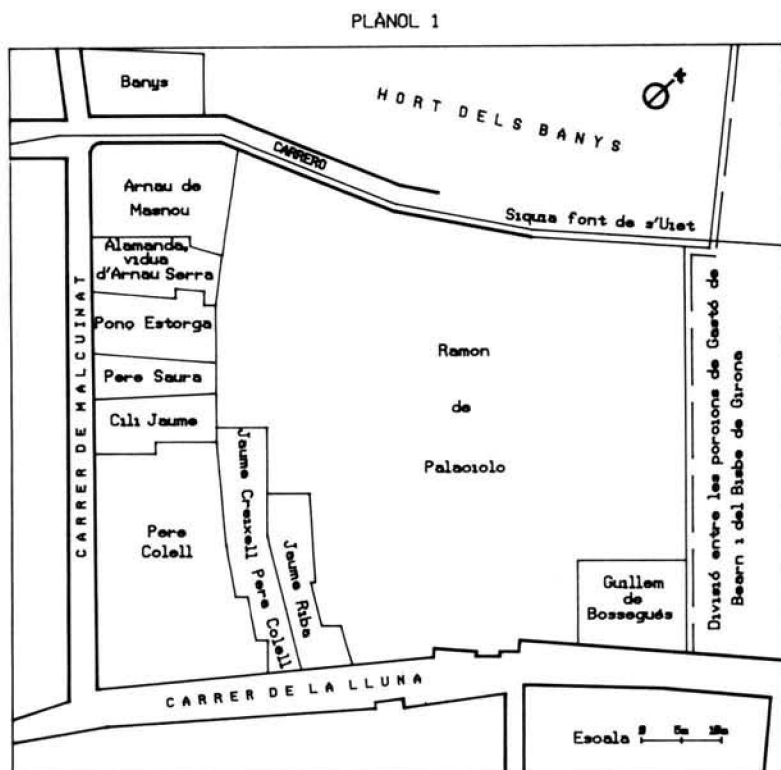 PLÀNOL 1
Banys
HORT DELS BANYS
CARRERO
Siquia font de s'Uiet
Arnau de
Masnou
Alamanda,
vidua
d'Arnau Serra
Ponç Estorga
Pere Saura
Cili Jaume
Pere
Colell
CARRER DE MALCUINAT
Jaume Creixell Pere Colell
Jaume Riba
Ramon
de
Palaciolo
Guillem
de
Bossegués
Divisió entre les porcions de Gastó de
Bearn i del Bisbe de Girona
CARRER DE LA LLUNA
Escala 0 5m 10m